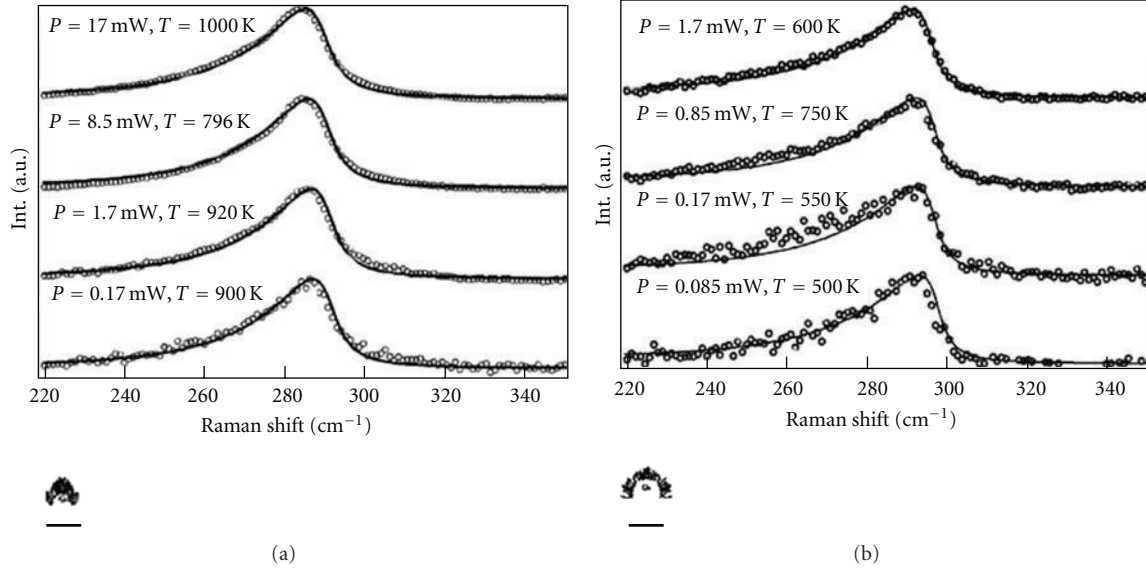 P = 17 mW, T = 1000 K
P = 8.5 mW, T = 796 K
P = 1.7 mW, T = 920 K
P = 0.17 mW, T = 900 K
Int. (a.u.)
220 240 260 280 300 320 340
Raman shift (cm⁻¹)
(a)
P = 1.7 mW, T = 600 K
P = 0.85 mW, T = 750 K
P = 0.17 mW, T = 550 K
P = 0.085 mW, T = 500 K
Int. (a.u.)
220 240 260 280 300 320 340
Raman shift (cm⁻¹)
(b)